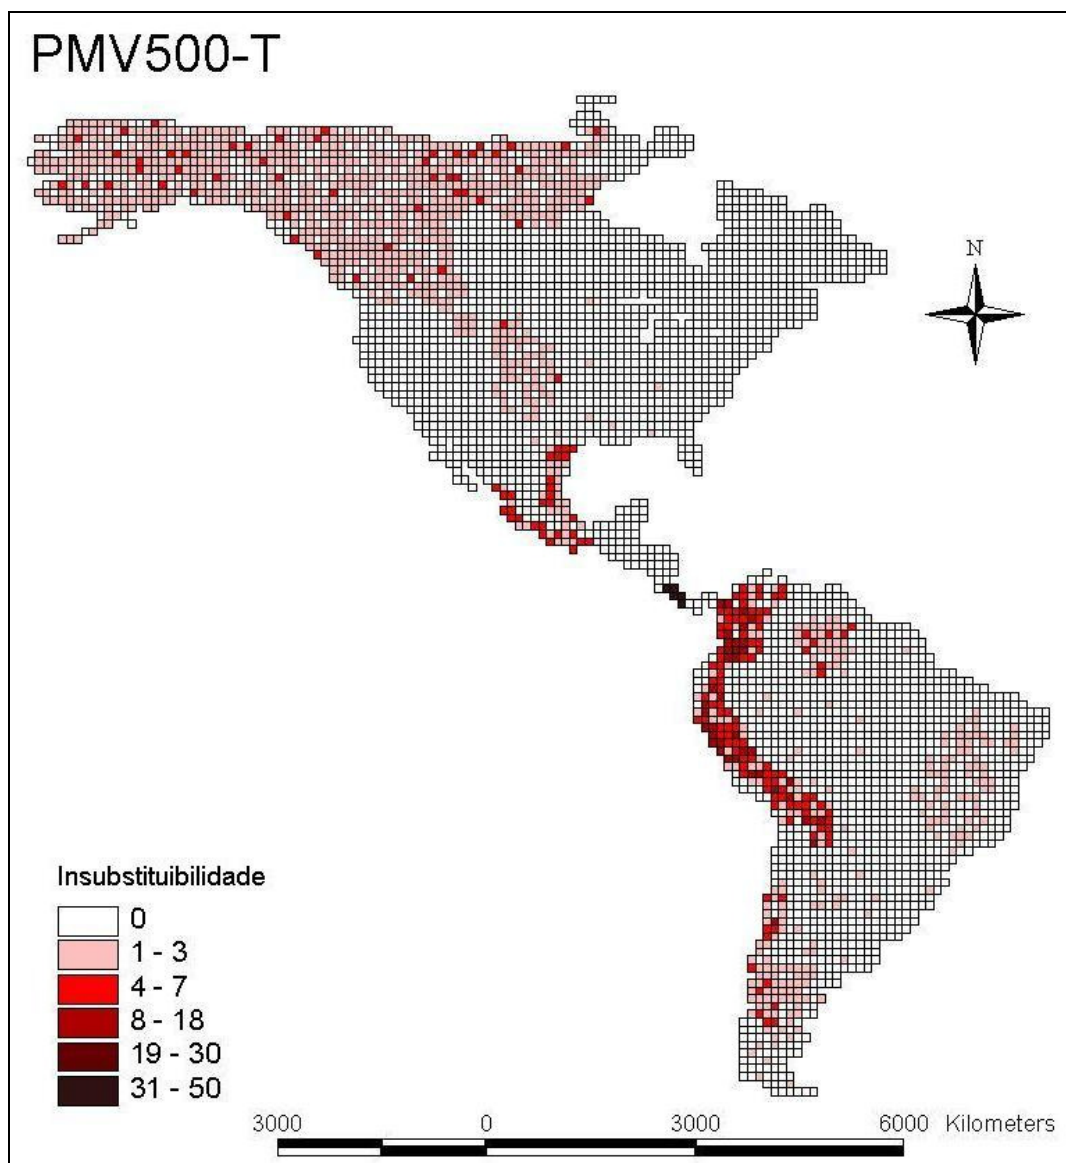 PMV500-T
N
Insubstituibilidade
0
1 - 3
4 - 7
8 - 18
19 - 30
31 - 50
3000 0 3000 6000 Kilometers